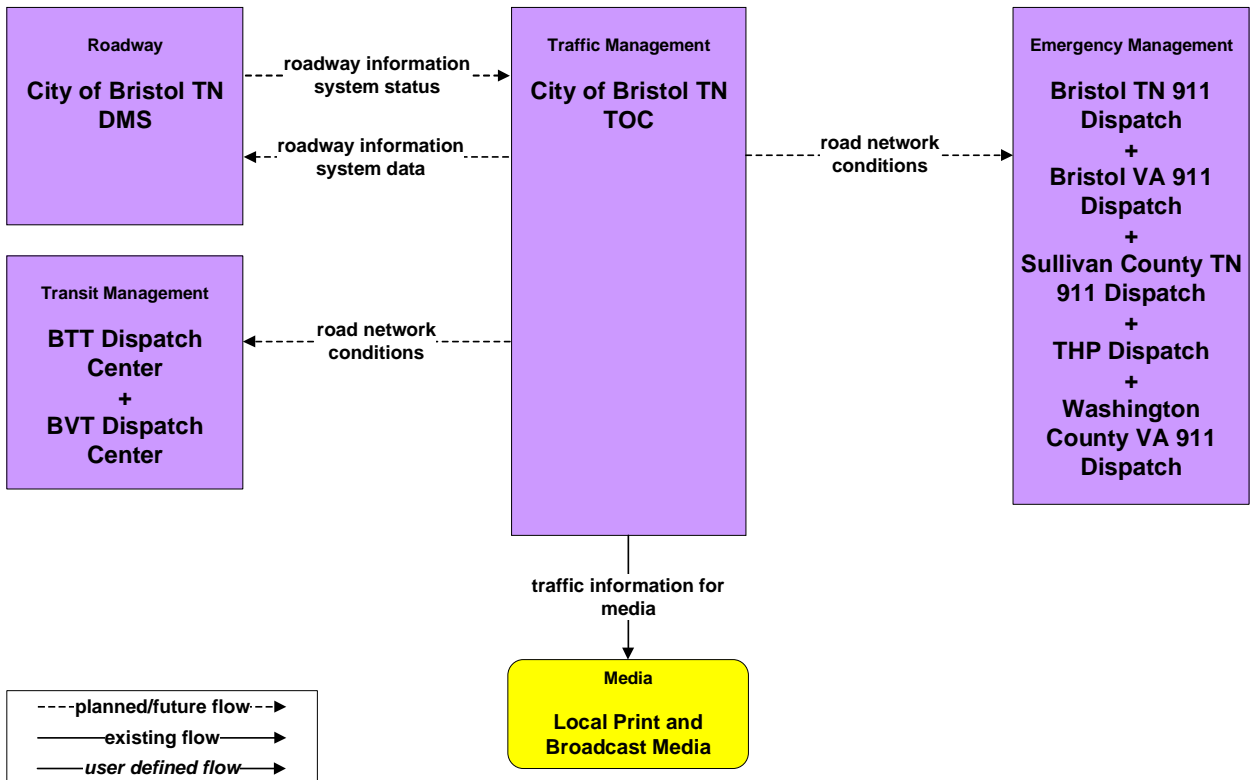 Roadway
City of Bristol TN
DMS
roadway information
system status
roadway information
system data
Traffic Management
City of Bristol TN
TOC
road network
conditions
Emergency Management
Bristol TN 911
Dispatch
+
Bristol VA 911
Dispatch
+
Sullivan County TN
911 Dispatch
+
THP Dispatch
+
Washington
County VA 911
Dispatch
Transit Management
BTT Dispatch
Center
+
BVT Dispatch
Center
road network
conditions
traffic information for
media
Media
Local Print and
Broadcast Media
planned/future flow
existing flow
user defined flow